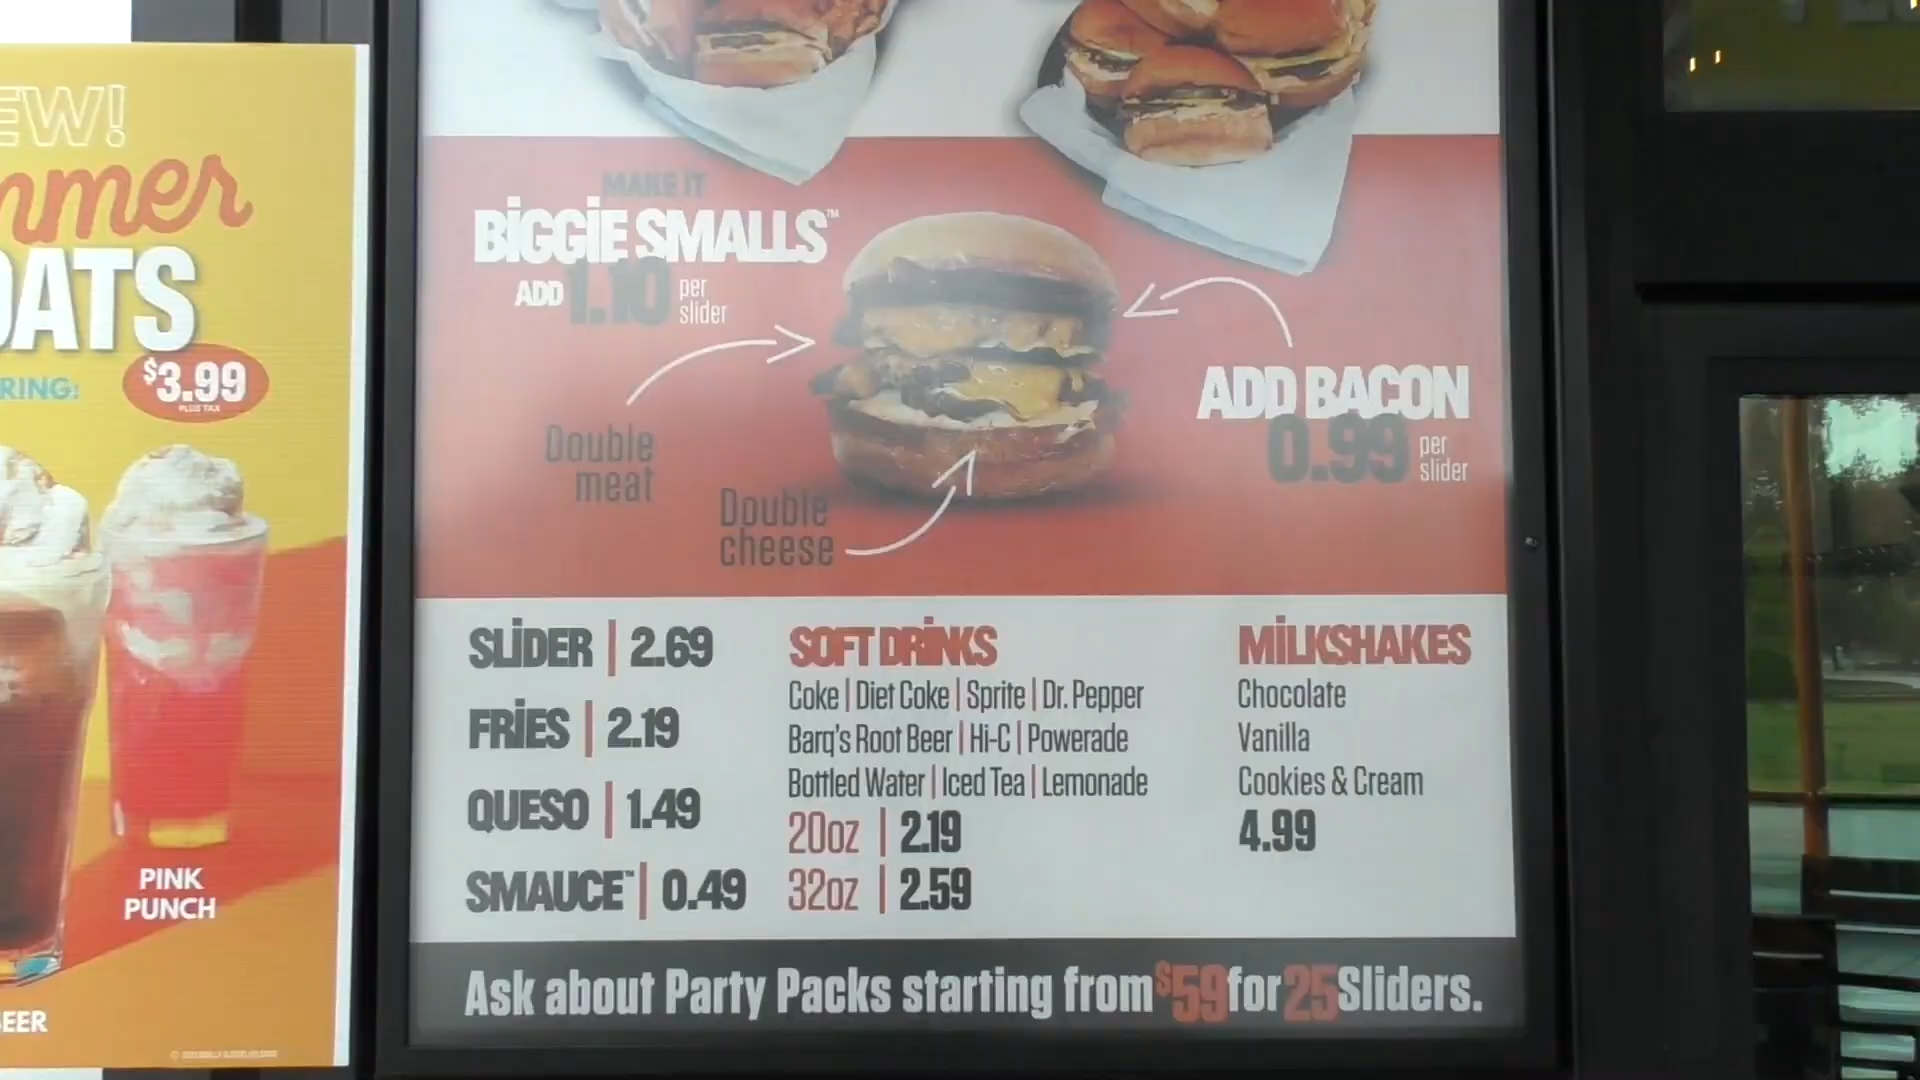 EW!
mmer
OATS
RING:
$3.99
PLUS TAX
PINK
PUNCH
BEER
MAKE IT
BIGGIE SMALLS™
ADD 1.10 per slider
Double
meat
Double
cheese
ADD BACON
0.99 per slider
SLIDER | 2.69
FRIES | 2.19
QUESO | 1.49
SMAUCE™ | 0.49
SOFT DRINKS
Coke | Diet Coke | Sprite | Dr. Pepper
Barq's Root Beer | Hi-C | Powerade
Bottled Water | Iced Tea | Lemonade
20oz | 2.19
32oz | 2.59
MILKSHAKES
Chocolate
Vanilla
Cookies & Cream
4.99
Ask about Party Packs starting from $59 for 25 Sliders.